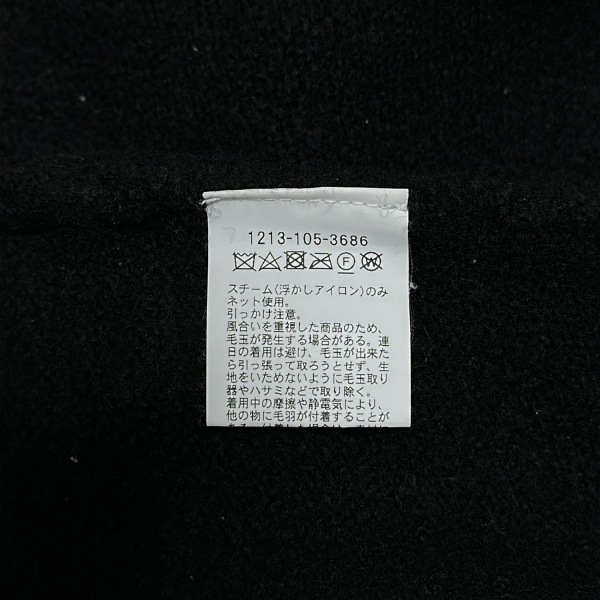 1213-105-3686
F W
スチーム(浮かしアイロン)のみ
ネット使用。
引っかけ注意。
風合いを重視した商品のため、
毛玉が発生する場合がある。連
日の着用は避け、毛玉が出来た
ら引っ張って取ろうとせず、生
地をいためないように毛玉取り
器やハサミなどで取り除く。
着用中の摩擦や静電気により、
他の物に毛羽が付着することが